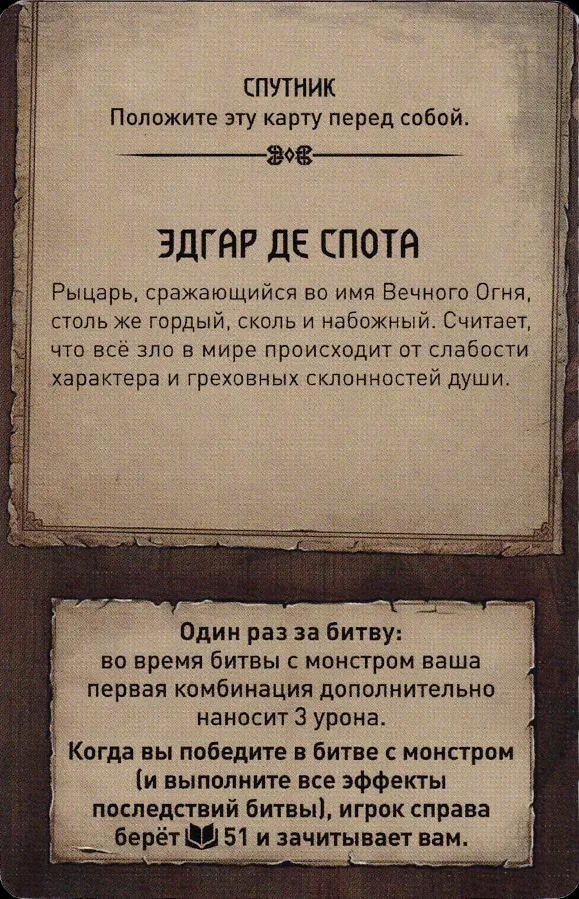 СПУТНИК
Положите эту карту перед собой.
ЭДГАР ДЕ СПОТА
Рыцарь, сражающийся во имя Вечного Огня,
столь же гордый, сколь и набожный. Считает,
что всё зло в мире происходит от слабости
характера и греховных склонностей души.
Один раз за битву:
во время битвы с монстром ваша
первая комбинация дополнительно
наносит 3 урона.
Когда вы победите в битве с монстром
(и выполните все эффекты
последствий битвы), игрок справа
берёт 51 и зачитывает вам.